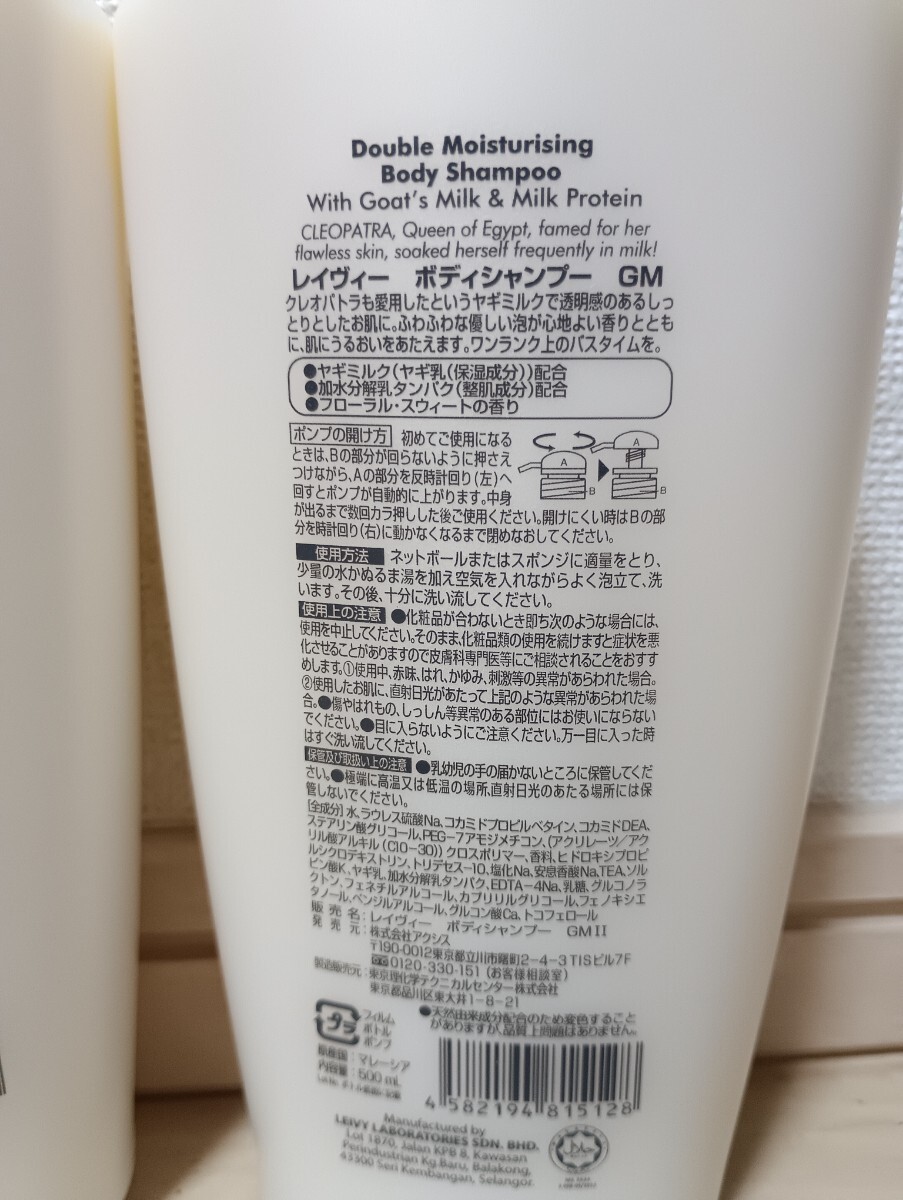 Double Moisturising
Body Shampoo
With Goat's Milk & Milk Protein
CLEOPATRA, Queen of Egypt, famed for her
flawless skin, soaked herself frequently in milk!
レイヴィー ボディシャンプー GM
クレオパトラも愛用したというヤギミルクで透明感のあるしっ
とりとしたお肌に。ふわふわな優しい泡が心地よい香りととも
に、肌にうるおいをあたえます。ワンランク上のバスタイムを。
●ヤギミルク(ヤギ乳(保湿成分))配合
●加水分解乳タンパク(整肌成分)配合
●フローラル・スウィートの香り
ポンプの開け方 初めてご使用になる
ときは、Bの部分が回らないように押さえ
つけながら、Aの部分を反時計回り(左)へ
回すとポンプが自動的に上がります。中身
が出るまで数回カラ押しした後ご使用ください。開けにくい時はBの部
分を時計回り(右)に動かなくなるまで閉めなおしてください。
A
B
A
B
使用方法 ネットボールまたはスポンジに適量をとり、
少量の水かぬるま湯を加え空気を入れながらよく泡立て、洗
います。その後、十分に洗い流してください。
使用上の注意 ●化粧品が合わないとき即ち次のような場合には、
使用を中止してください。そのまま、化粧品類の使用を続けますと症状を悪
化させることがありますので皮膚科専門医等にご相談されることをおすす
めします。①使用中、赤味、はれ、かゆみ、刺激等の異常があらわれた場合。
②使用したお肌に、直射日光があたって上記のような異常があらわれた場
合。●傷やはれもの、しっしん等異常のある部位にはお使いにならない
でください。●目に入らないようにご注意ください。万一目に入った時
はすぐ洗い流してください。
保管及び取扱い上の注意 ●乳幼児の手の届かないところに保管してくだ
さい。●極端に高温又は低温の場所、直射日光のあたる場所には保
管しないでください。
[全成分] 水、ラウレス硫酸Na、コカミドプロピルベタイン、コカミドDEA、
ステアリン酸グリコール、PEG-7アモジメチコン、(アクリレーツ/アク
リル酸アルキル(C10-30))クロスポリマー、香料、ヒドロキシプロピ
ルシクロデキストリン、トリデセス-10、塩化Na、安息香酸Na、TEA、ソル
ビン酸K、ヤギ乳、加水分解乳タンパク、EDTA-4Na、乳糖、グルコノラ
クトン、フェネチルアルコール、カプリリルグリコール、フェノキシエ
タノール、ベンジルアルコール、グルコン酸Ca、トコフェロール
販売名:レイヴィー ボディシャンプー GMⅡ
発売元:株式会社アクシス
〒190-0012東京都立川市曙町2-4-3 TISビル7F
0120-330-151 (お客様相談室)
製造販売元:東京理化学テクニカルセンター株式会社
東京都品川区東大井1-8-21
プラ
フィルム
ボトル
ポンプ
●天然由来成分配合のため変色すること
がありますが、品質上問題はありません。
原産国:マレーシア
内容量:500 mL
4 582194 815128
Manufactured by
LEIVY LABORATORIES SDN. BHD.
Lot 1870, Jalan KPB 8, Kawasan
Perindustrian Kg.Baru, Balakong,
43300 Seri Kembangan, Selangor.